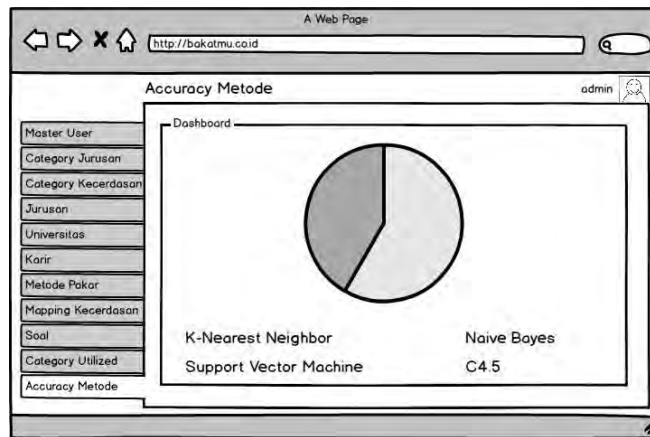 A Web Page
http://bakatmu.co.id
Accuracy Metode
admin
Master User
Category Jurusan
Category Kecerdasan
Jurusan
Universitas
Karir
Metode Pakar
Mapping Kecerdasan
Soal
Category Utilized
Accuracy Metode
Dashboard
K-Nearest Neighbor
Naive Bayes
Support Vector Machine
C4.5